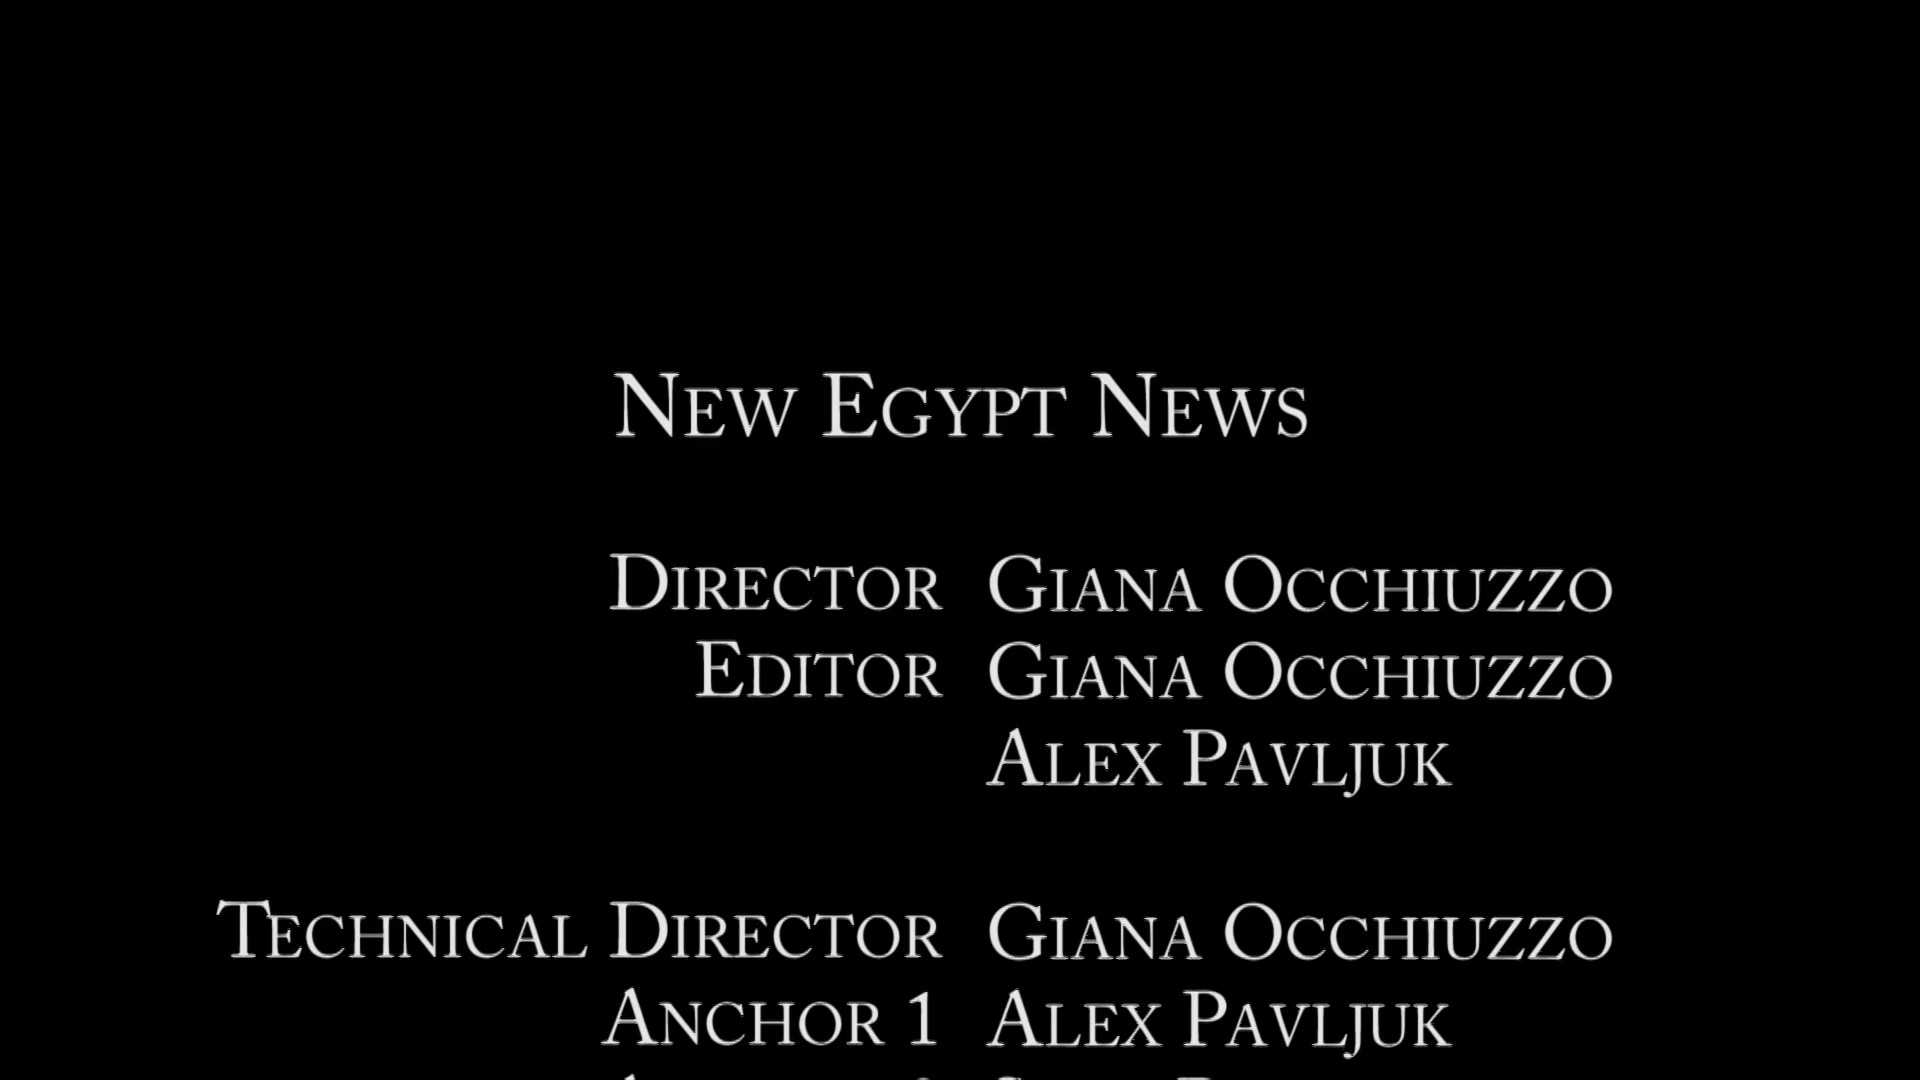 New Egypt News
Director Giana Occhiuzzo
Editor Giana Occhiuzzo
Alex Pavljuk
Technical Director Giana Occhiuzzo
Anchor 1 Alex Pavljuk